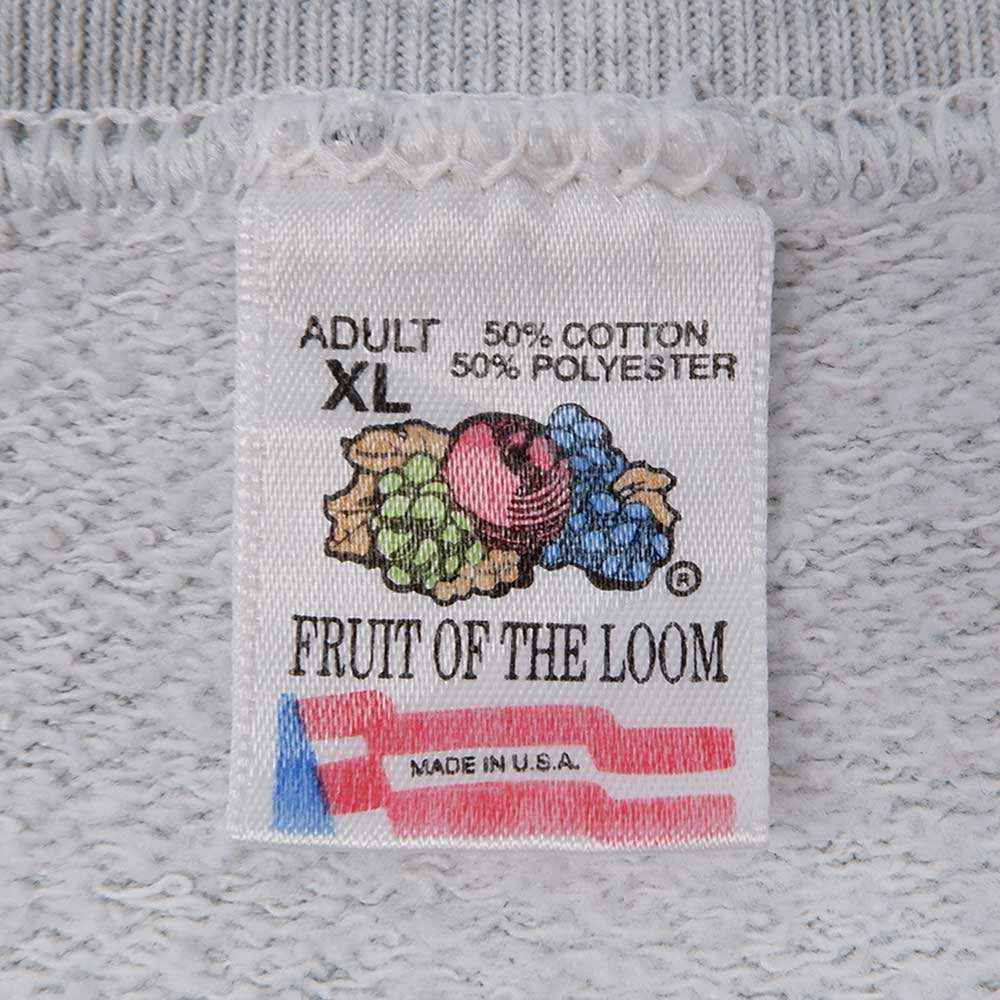 ADULT
XL
50% COTTON
50% POLYESTER
®
FRUIT OF THE LOOM
MADE IN U.S.A.